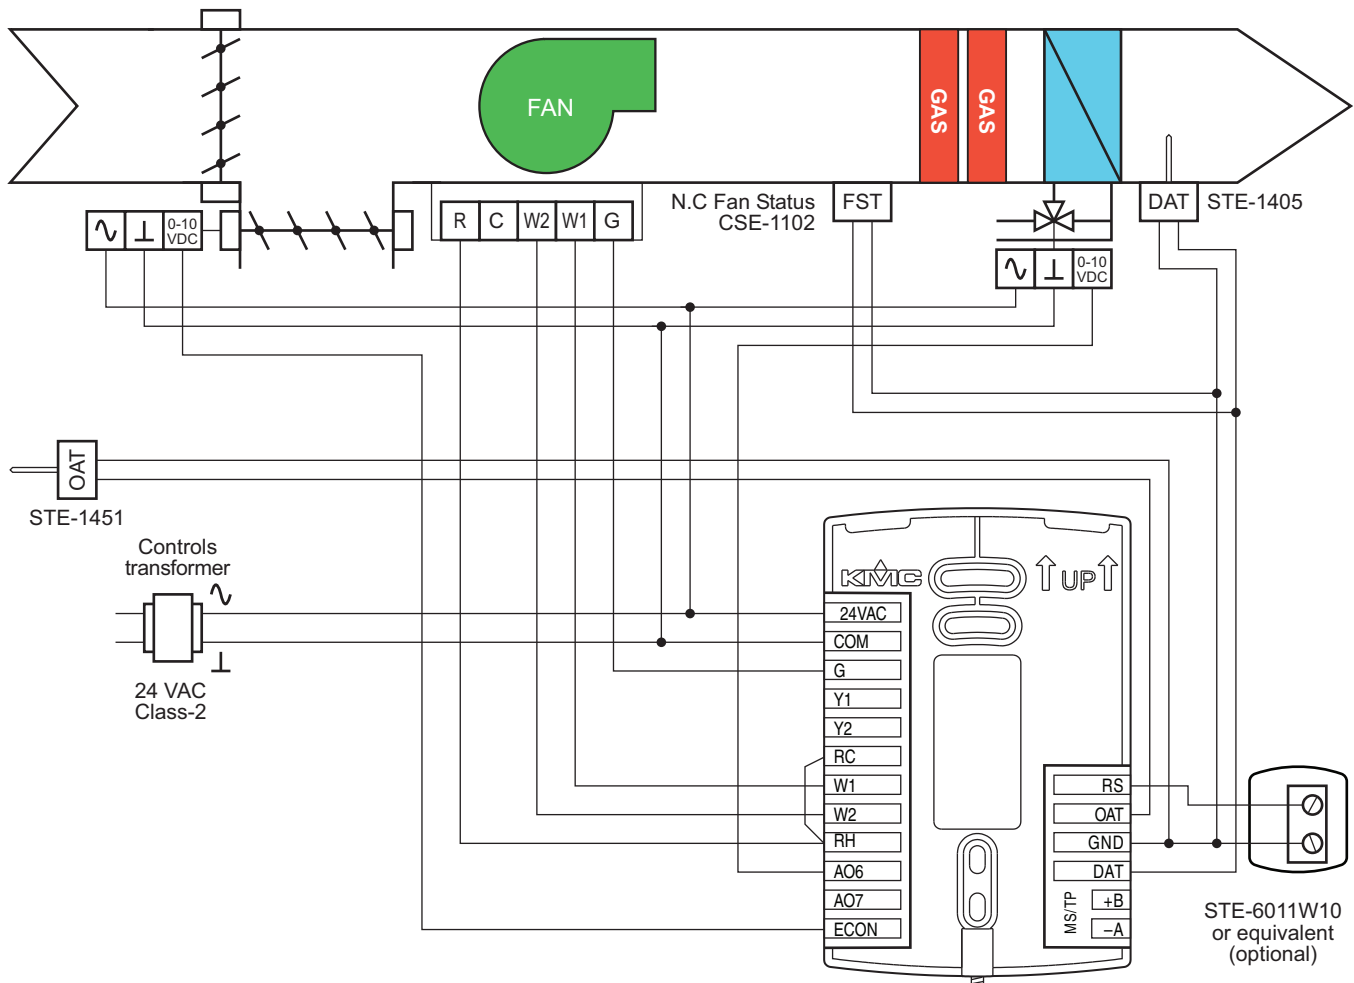 FAN
GAS
GAS
N.C Fan Status
CSE-1102
FST
DAT
STE-1405
0-10
VDC
R
C
W2
W1
G
0-10
VDC
OAT
STE-1451
Controls
transformer
24 VAC
Class-2
KMC
UP
24VAC
COM
G
Y1
Y2
RC
W1
W2
RH
AO6
AO7
ECON
RS
OAT
GND
DAT
MS/TP
+B
–A
STE-6011W10
or equivalent
(optional)